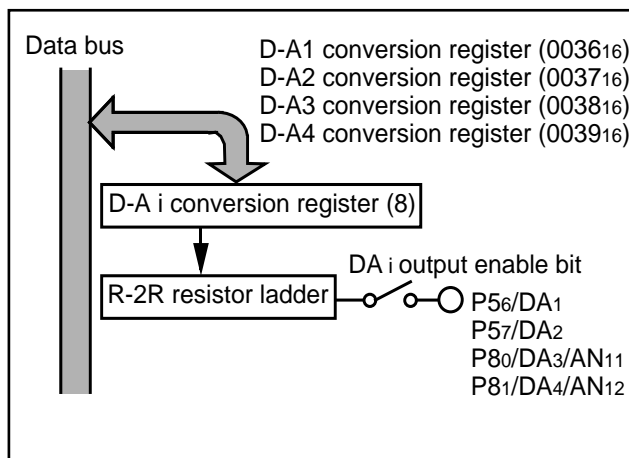 Data bus
D-A1 conversion register (003616)
D-A2 conversion register (003716)
D-A3 conversion register (003816)
D-A4 conversion register (003916)
D-A i conversion register (8)
DA i output enable bit
R-2R resistor ladder
P56/DA1
P57/DA2
P80/DA3/AN11
P81/DA4/AN12